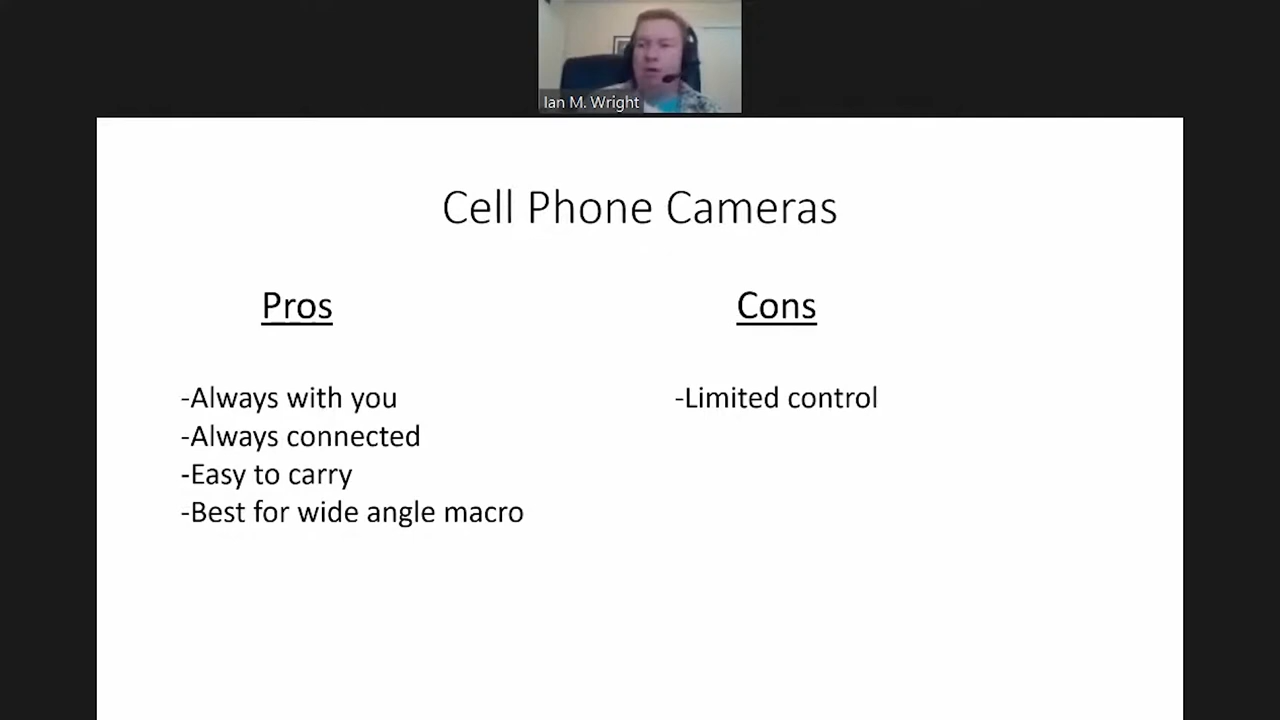 Ian M. Wright
Cell Phone Cameras
Pros
Cons
-Always with you
-Always connected
-Easy to carry
-Best for wide angle macro
-Limited control